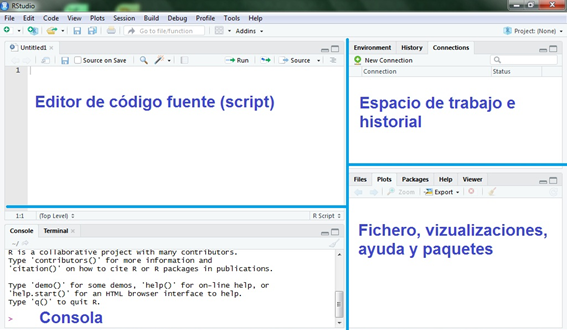 RStudio
File Edit Code View Plots Session Build Debug Profile Tools Help
Go to file/function
Addins
Project: (None)
Untitled1
Source on Save
Run
Source
1
Editor de código fuente (script)
1:1
(Top Level)
R Script
Console Terminal
~/
R is a collaborative project with many contributors.
Type 'contributors()' for more information and
'citation()' on how to cite R or R packages in publications.
Type 'demo()' for some demos, 'help()' for on-line help, or
'help.start()' for an HTML browser interface to help.
Type 'q()' to quit R.
>
Consola
Environment History Connections
New Connection
Connection Status
Espacio de trabajo e
historial
Files Plots Packages Help Viewer
Zoom Export
Fichero, vizualizaciones,
ayuda y paquetes